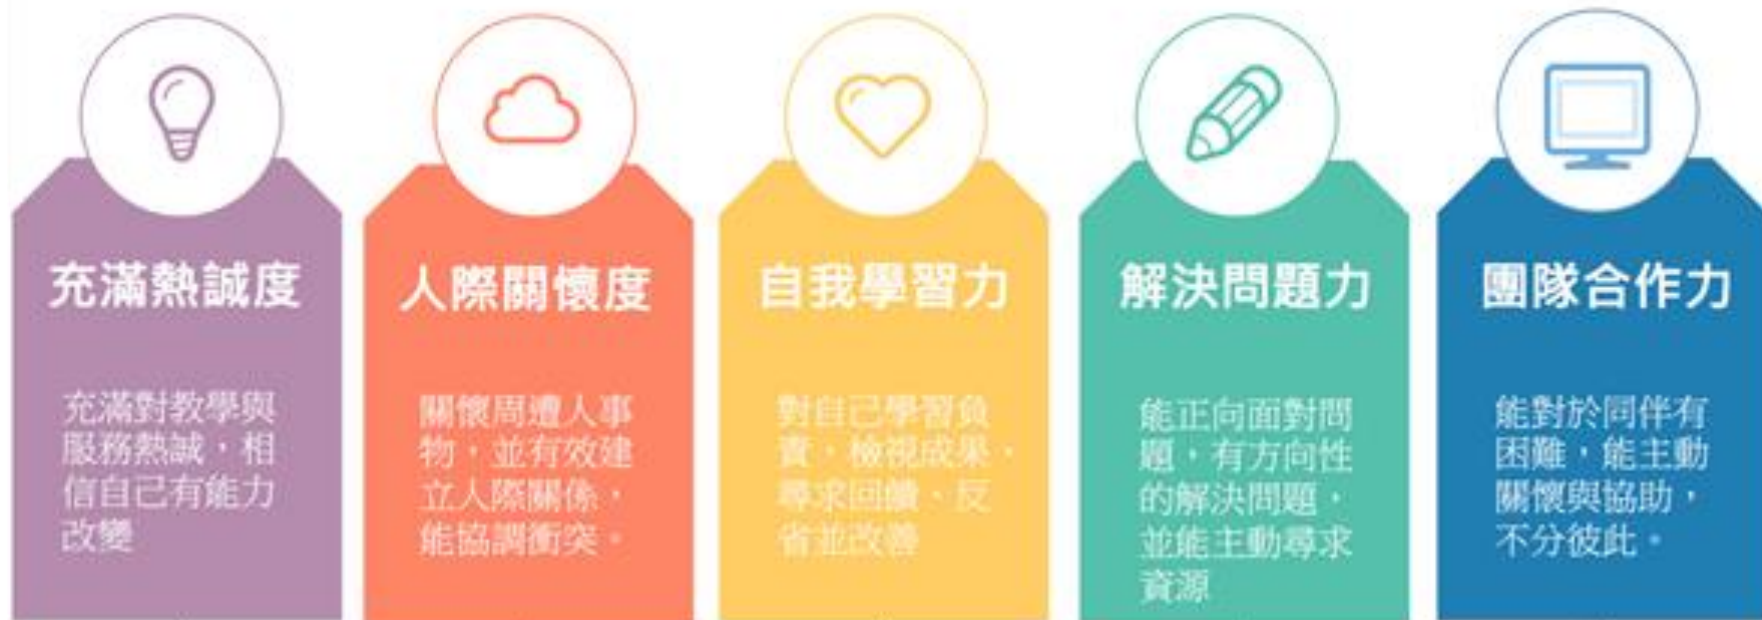 充滿熱誠度
充滿對教學與
服務熱誠，相
信自己有能力
改變
人際關懷度
關懷周遭人事
物，並有效建
立人際關係，
能協調衝突。
自我學習力
對自己學習負
責，檢視成果，
尋求回饋、反
省並改善
解決問題力
能正向面對問
題，有方向性
的解決問題，
並能主動尋求
資源
團隊合作力
能對於同伴有
困難，能主動
關懷與協助，
不分彼此。